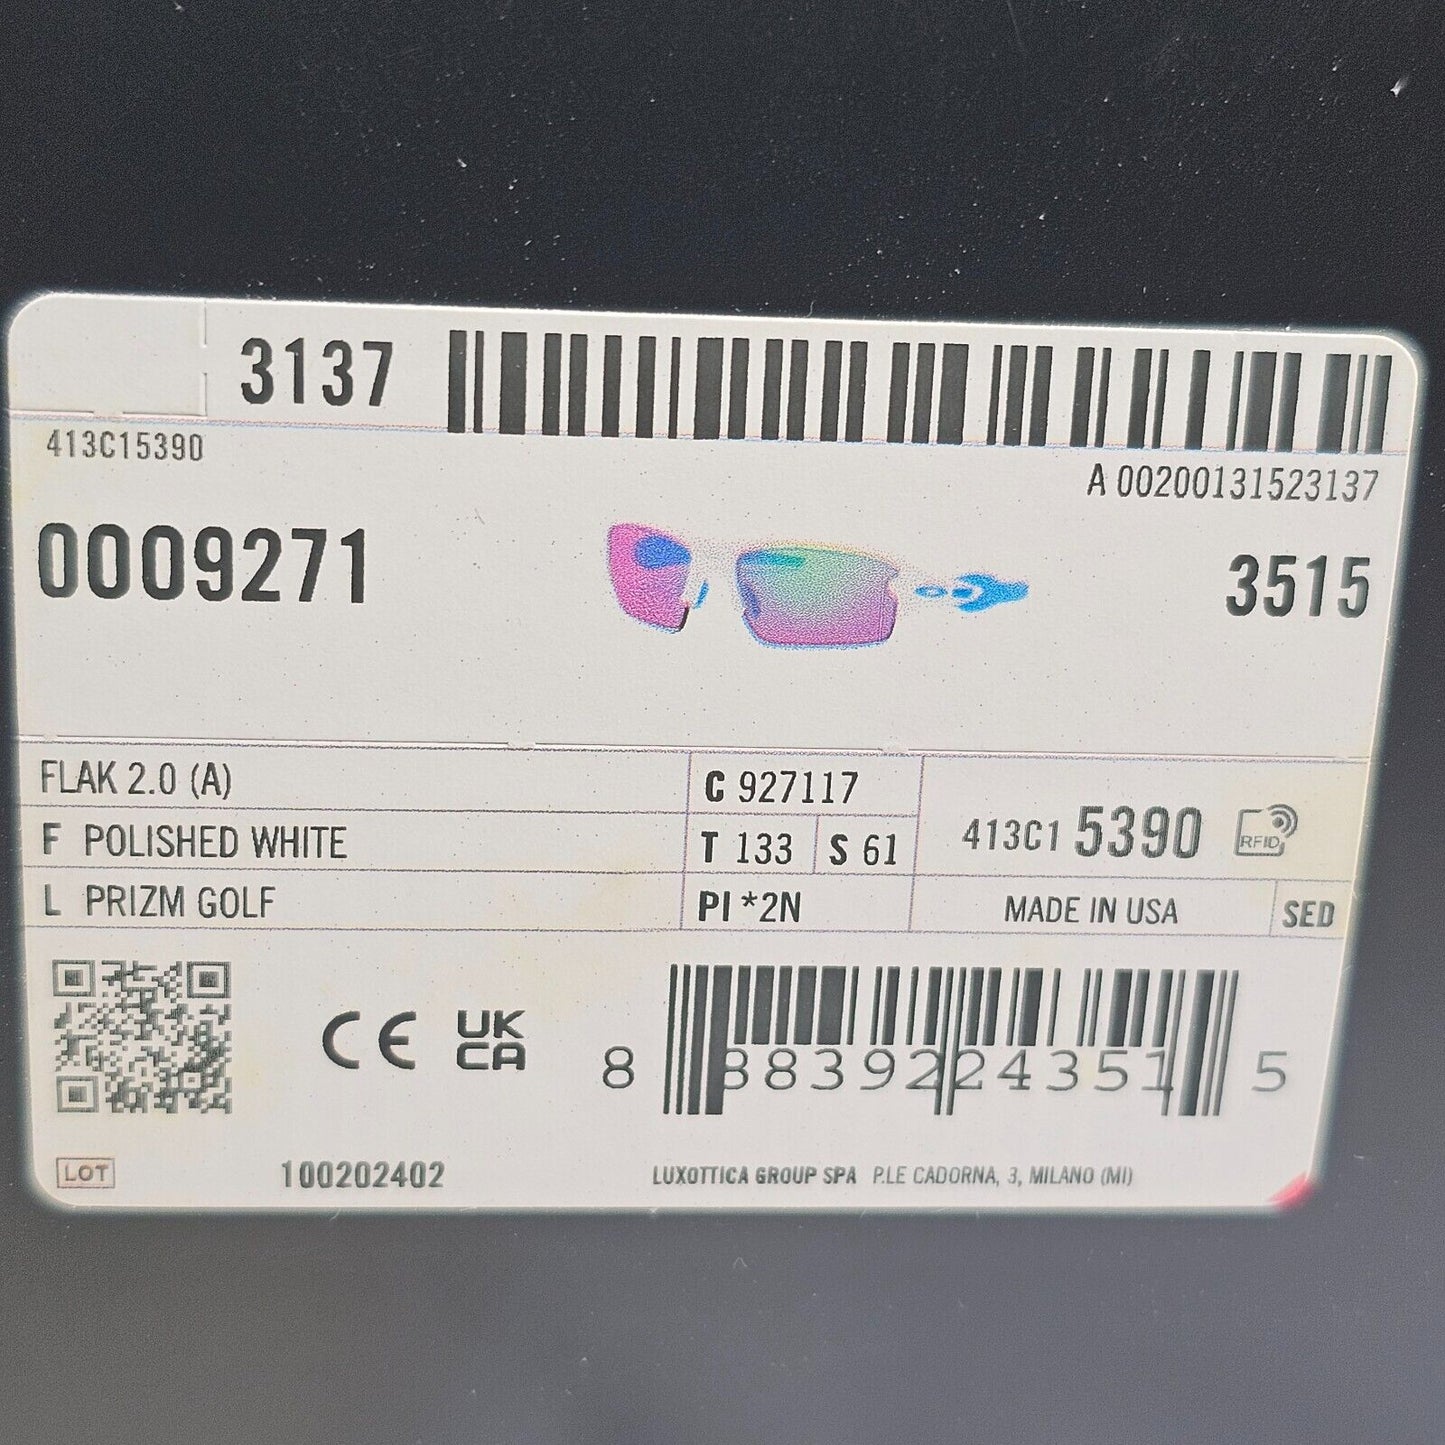 3137
413C15390
A 00200131523137
0009271
3515
FLAK 2.0 (A)
C 927117
F POLISHED WHITE
T 133
S 61
413C1 5390
RFID
L PRIZM GOLF
PI *2N
MADE IN USA
SED
CE
UK
CA
8 88392 24351 5
LOT
100202402
LUXOTTICA GROUP SPA P.LE CADORNA, 3, MILANO (MI)